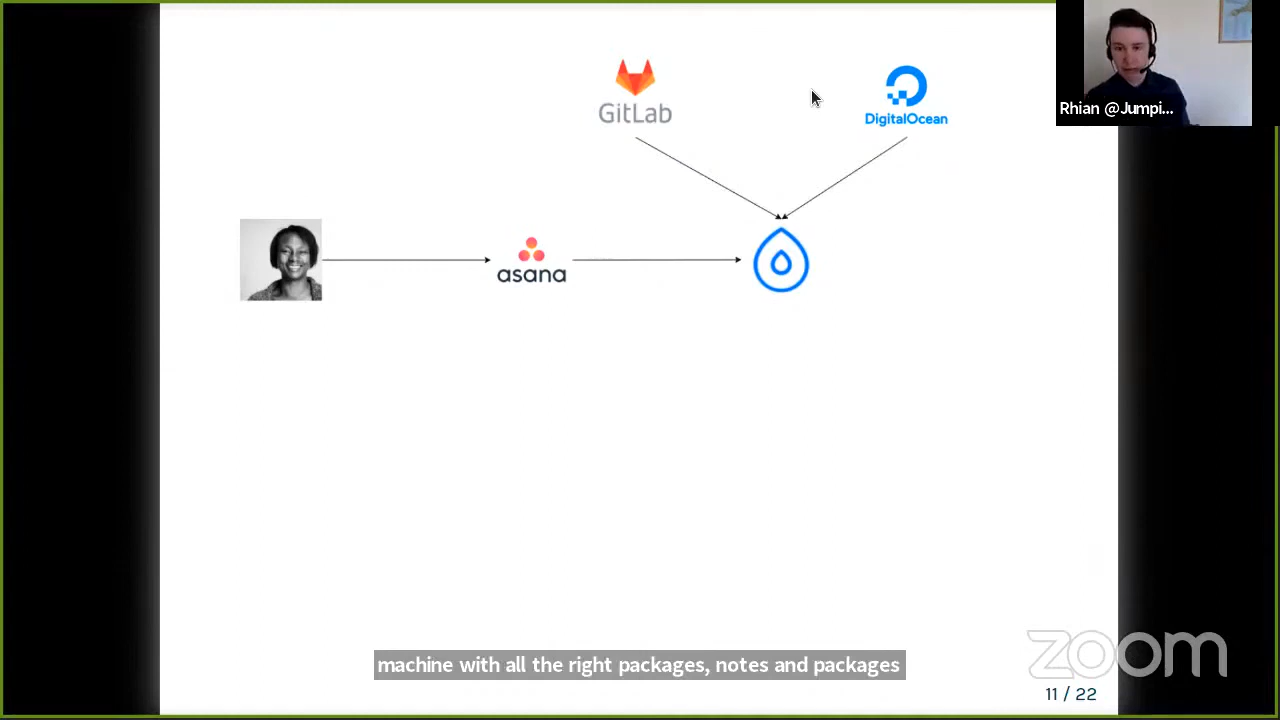 GitLab
DigitalOcean
Rhian @Jumpi...
asana
machine with all the right packages, notes and packages
zoom
11 / 22